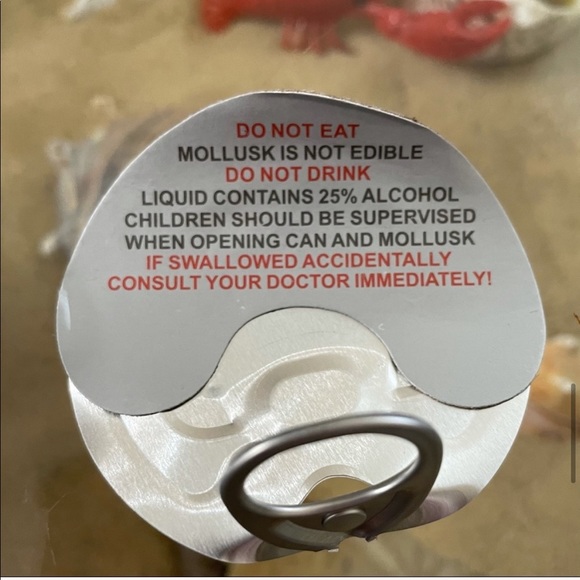 DO NOT EAT
MOLLUSK IS NOT EDIBLE
DO NOT DRINK
LIQUID CONTAINS 25% ALCOHOL
CHILDREN SHOULD BE SUPERVISED
WHEN OPENING CAN AND MOLLUSK
IF SWALLOWED ACCIDENTALLY
CONSULT YOUR DOCTOR IMMEDIATELY!